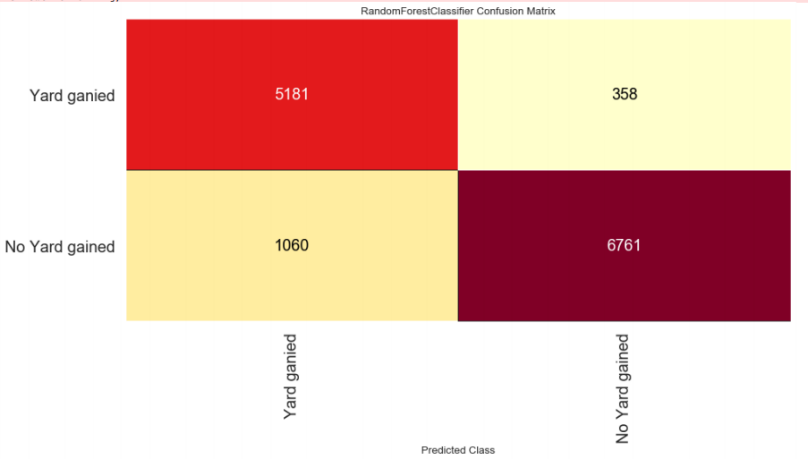 RandomForestClassifier Confusion Matrix
Yard ganied 5181 358
No Yard gained 1060 6761
Yard ganied No Yard gained
Predicted Class